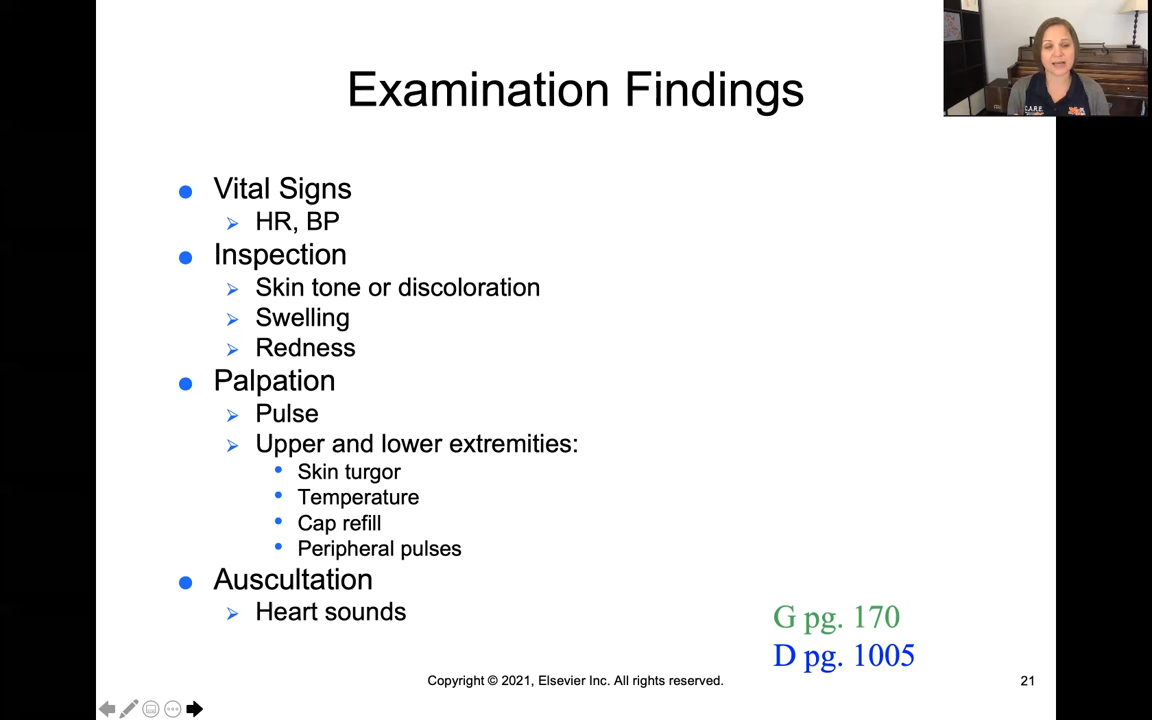 Examination Findings
C.A.R.E.
Vital Signs
HR, BP
Inspection
Skin tone or discoloration
Swelling
Redness
Palpation
Pulse
Upper and lower extremities:
Skin turgor
Temperature
Cap refill
Peripheral pulses
Auscultation
Heart sounds
G pg. 170
D pg. 1005
Copyright © 2021, Elsevier Inc. All rights reserved.
21